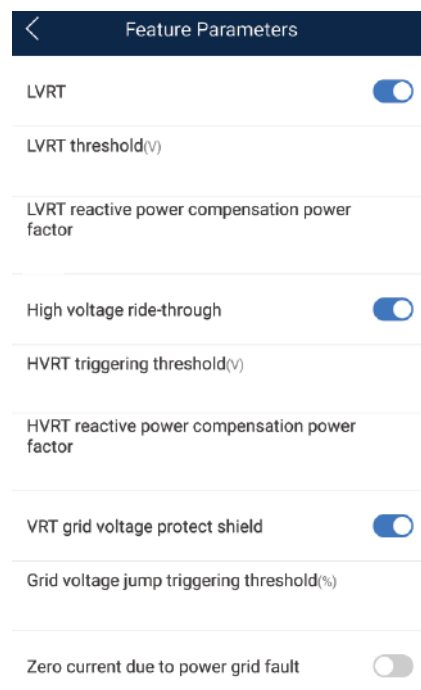 Feature Parameters
LVRT
LVRT threshold(V)
LVRT reactive power compensation power
factor
High voltage ride-through
HVRT triggering threshold(V)
HVRT reactive power compensation power
factor
VRT grid voltage protect shield
Grid voltage jump triggering threshold(%)
Zero current due to power grid fault